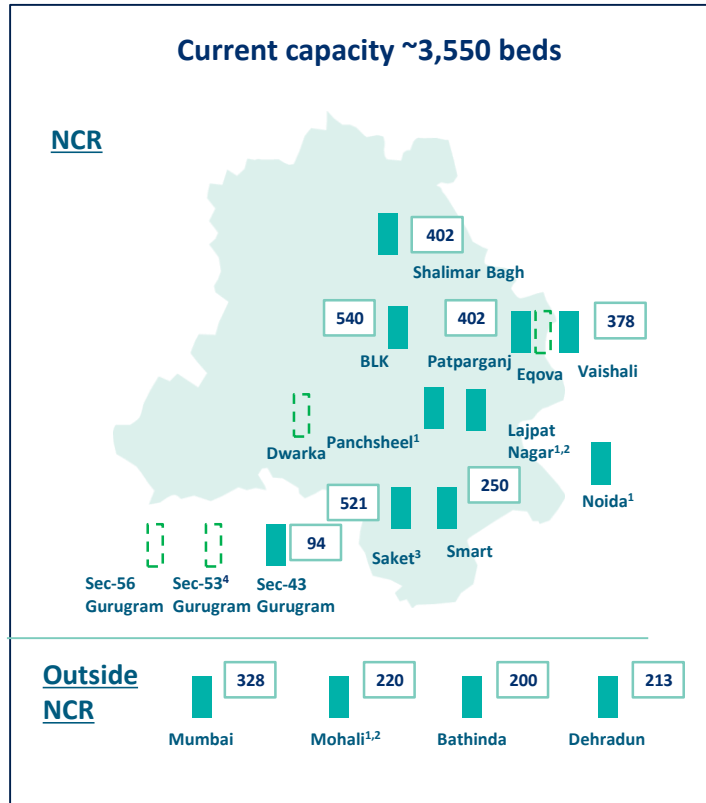 Current capacity ~3,550 beds
NCR
402
Shalimar Bagh
540
BLK
402
Patparganj
Eqova
378
Vaishali
Dwarka
Panchsheel¹
Lajpat
Nagar¹,²
Noida¹
521
Saket³
250
Smart
Sec-56
Gurugram
Sec-53⁴
Gurugram
94
Sec-43
Gurugram
Outside
NCR
328
Mumbai
220
Mohali¹,²
200
Bathinda
213
Dehradun